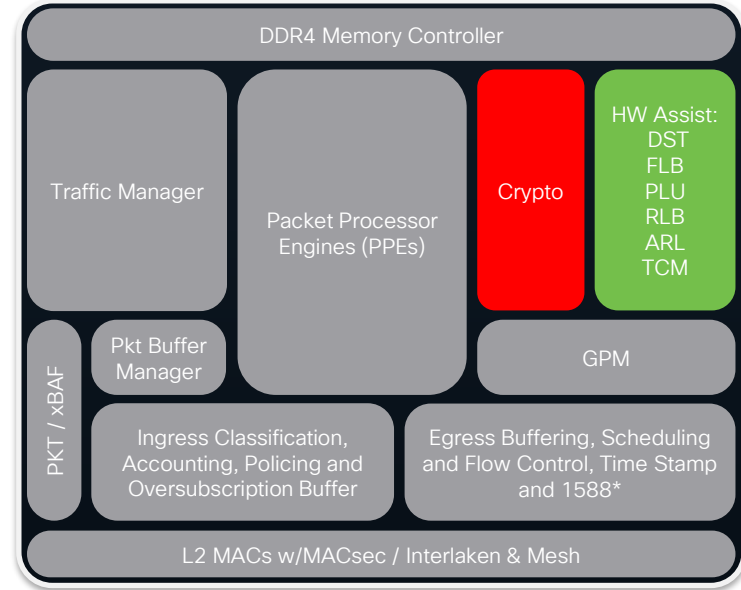 DDR4 Memory Controller
Traffic Manager
Packet Processor
Engines (PPEs)
Crypto
HW Assist:
DST
FLB
PLU
RLB
ARL
TCM
PKT / xBAF
Pkt Buffer
Manager
GPM
Ingress Classification,
Accounting, Policing and
Oversubscription Buffer
Egress Buffering, Scheduling
and Flow Control, Time Stamp
and 1588*
L2 MACs w/MACsec / Interlaken & Mesh